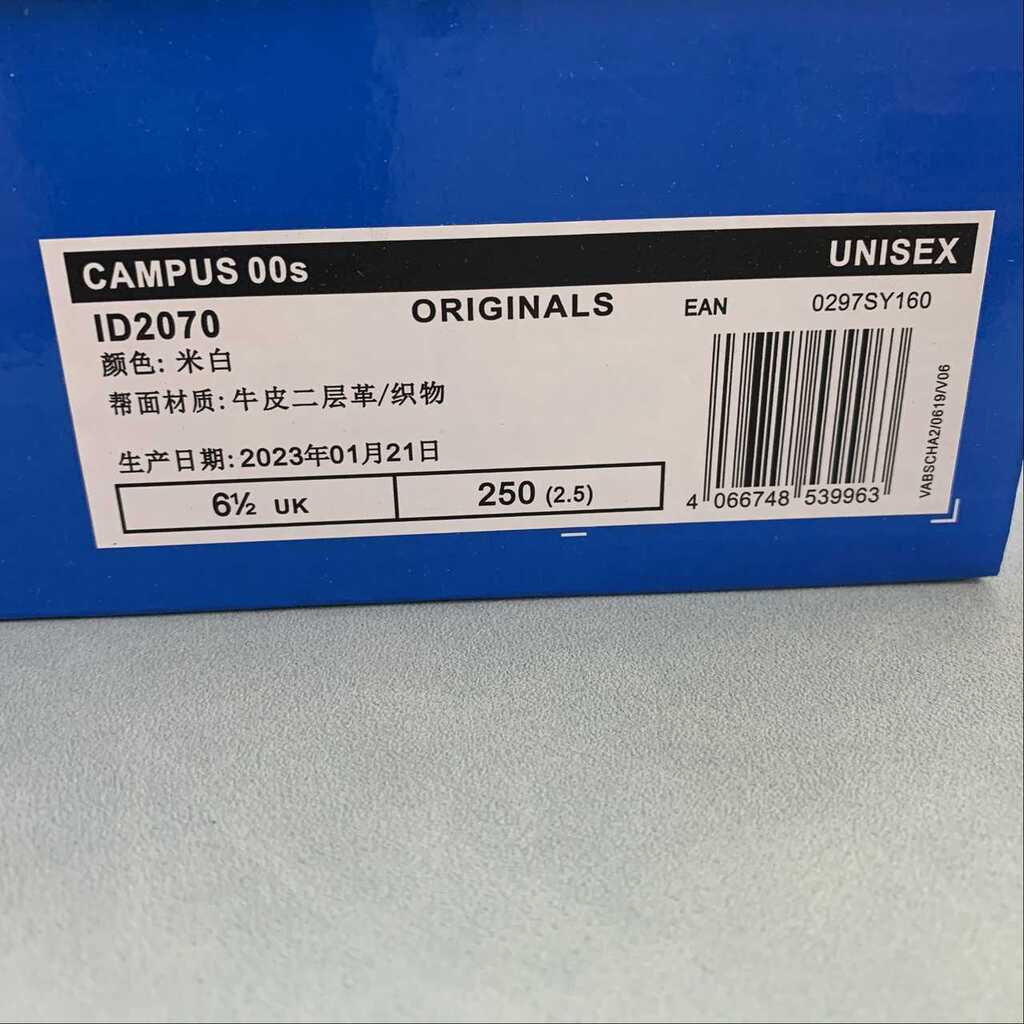 CAMPUS 00s
UNISEX
ID2070
ORIGINALS
EAN
0297SY160
颜色: 米白
帮面材质: 牛皮二层革/织物
生产日期: 2023年01月21日
6½ UK
250 (2.5)
4 066748 539963
VABSCHA2/0619/V06